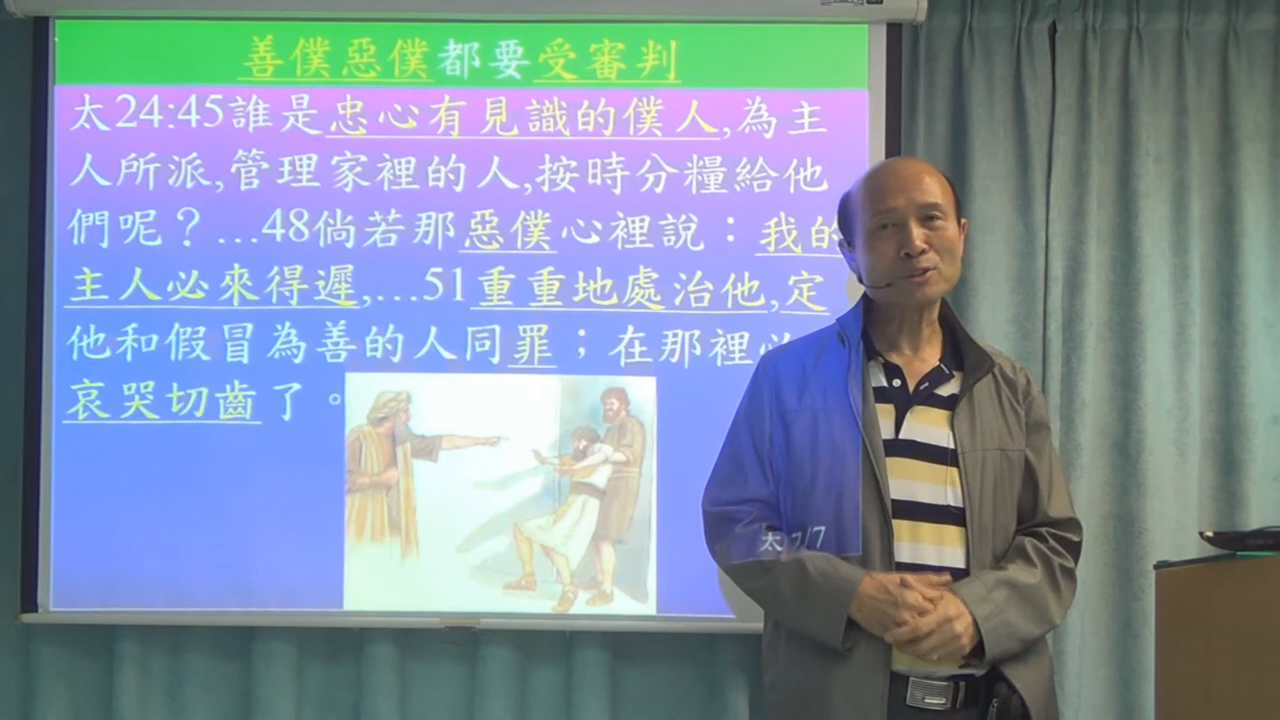 善僕惡僕都要受審判
太24:45誰是忠心有見識的僕人,為主
人所派,管理家裡的人,按時分糧給他
們呢？…48倘若那惡僕心裡說：我的
主人必來得遲,…51重重地處治他,定
他和假冒為善的人同罪；在那裡必
哀哭切齒了。
太 /7